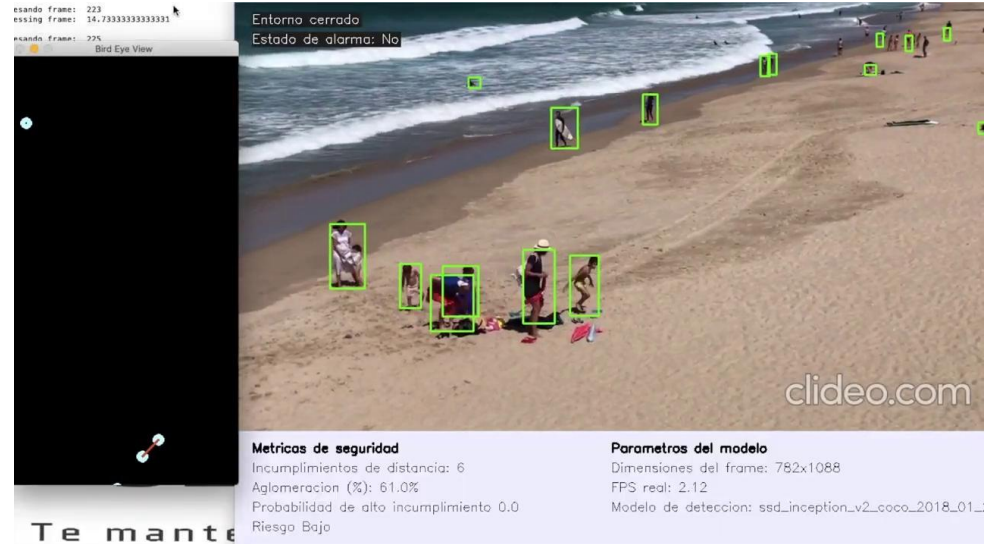 esando frame: 223
essing frame: 14.73333333333331
esando frame: 225
Bird Eye View
Entorno cerrado
Estado de alarma: No
clideo.com
Metricas de seguridad
Incumplimientos de distancia: 6
Aglomeracion (%): 61.0%
Probabilidad de alto incumplimiento 0.0
Riesgo Bajo
Parametros del modelo
Dimensiones del frame: 782x1088
FPS real: 2.12
Modelo de deteccion: ssd_inception_v2_coco_2018_01_
Te mante